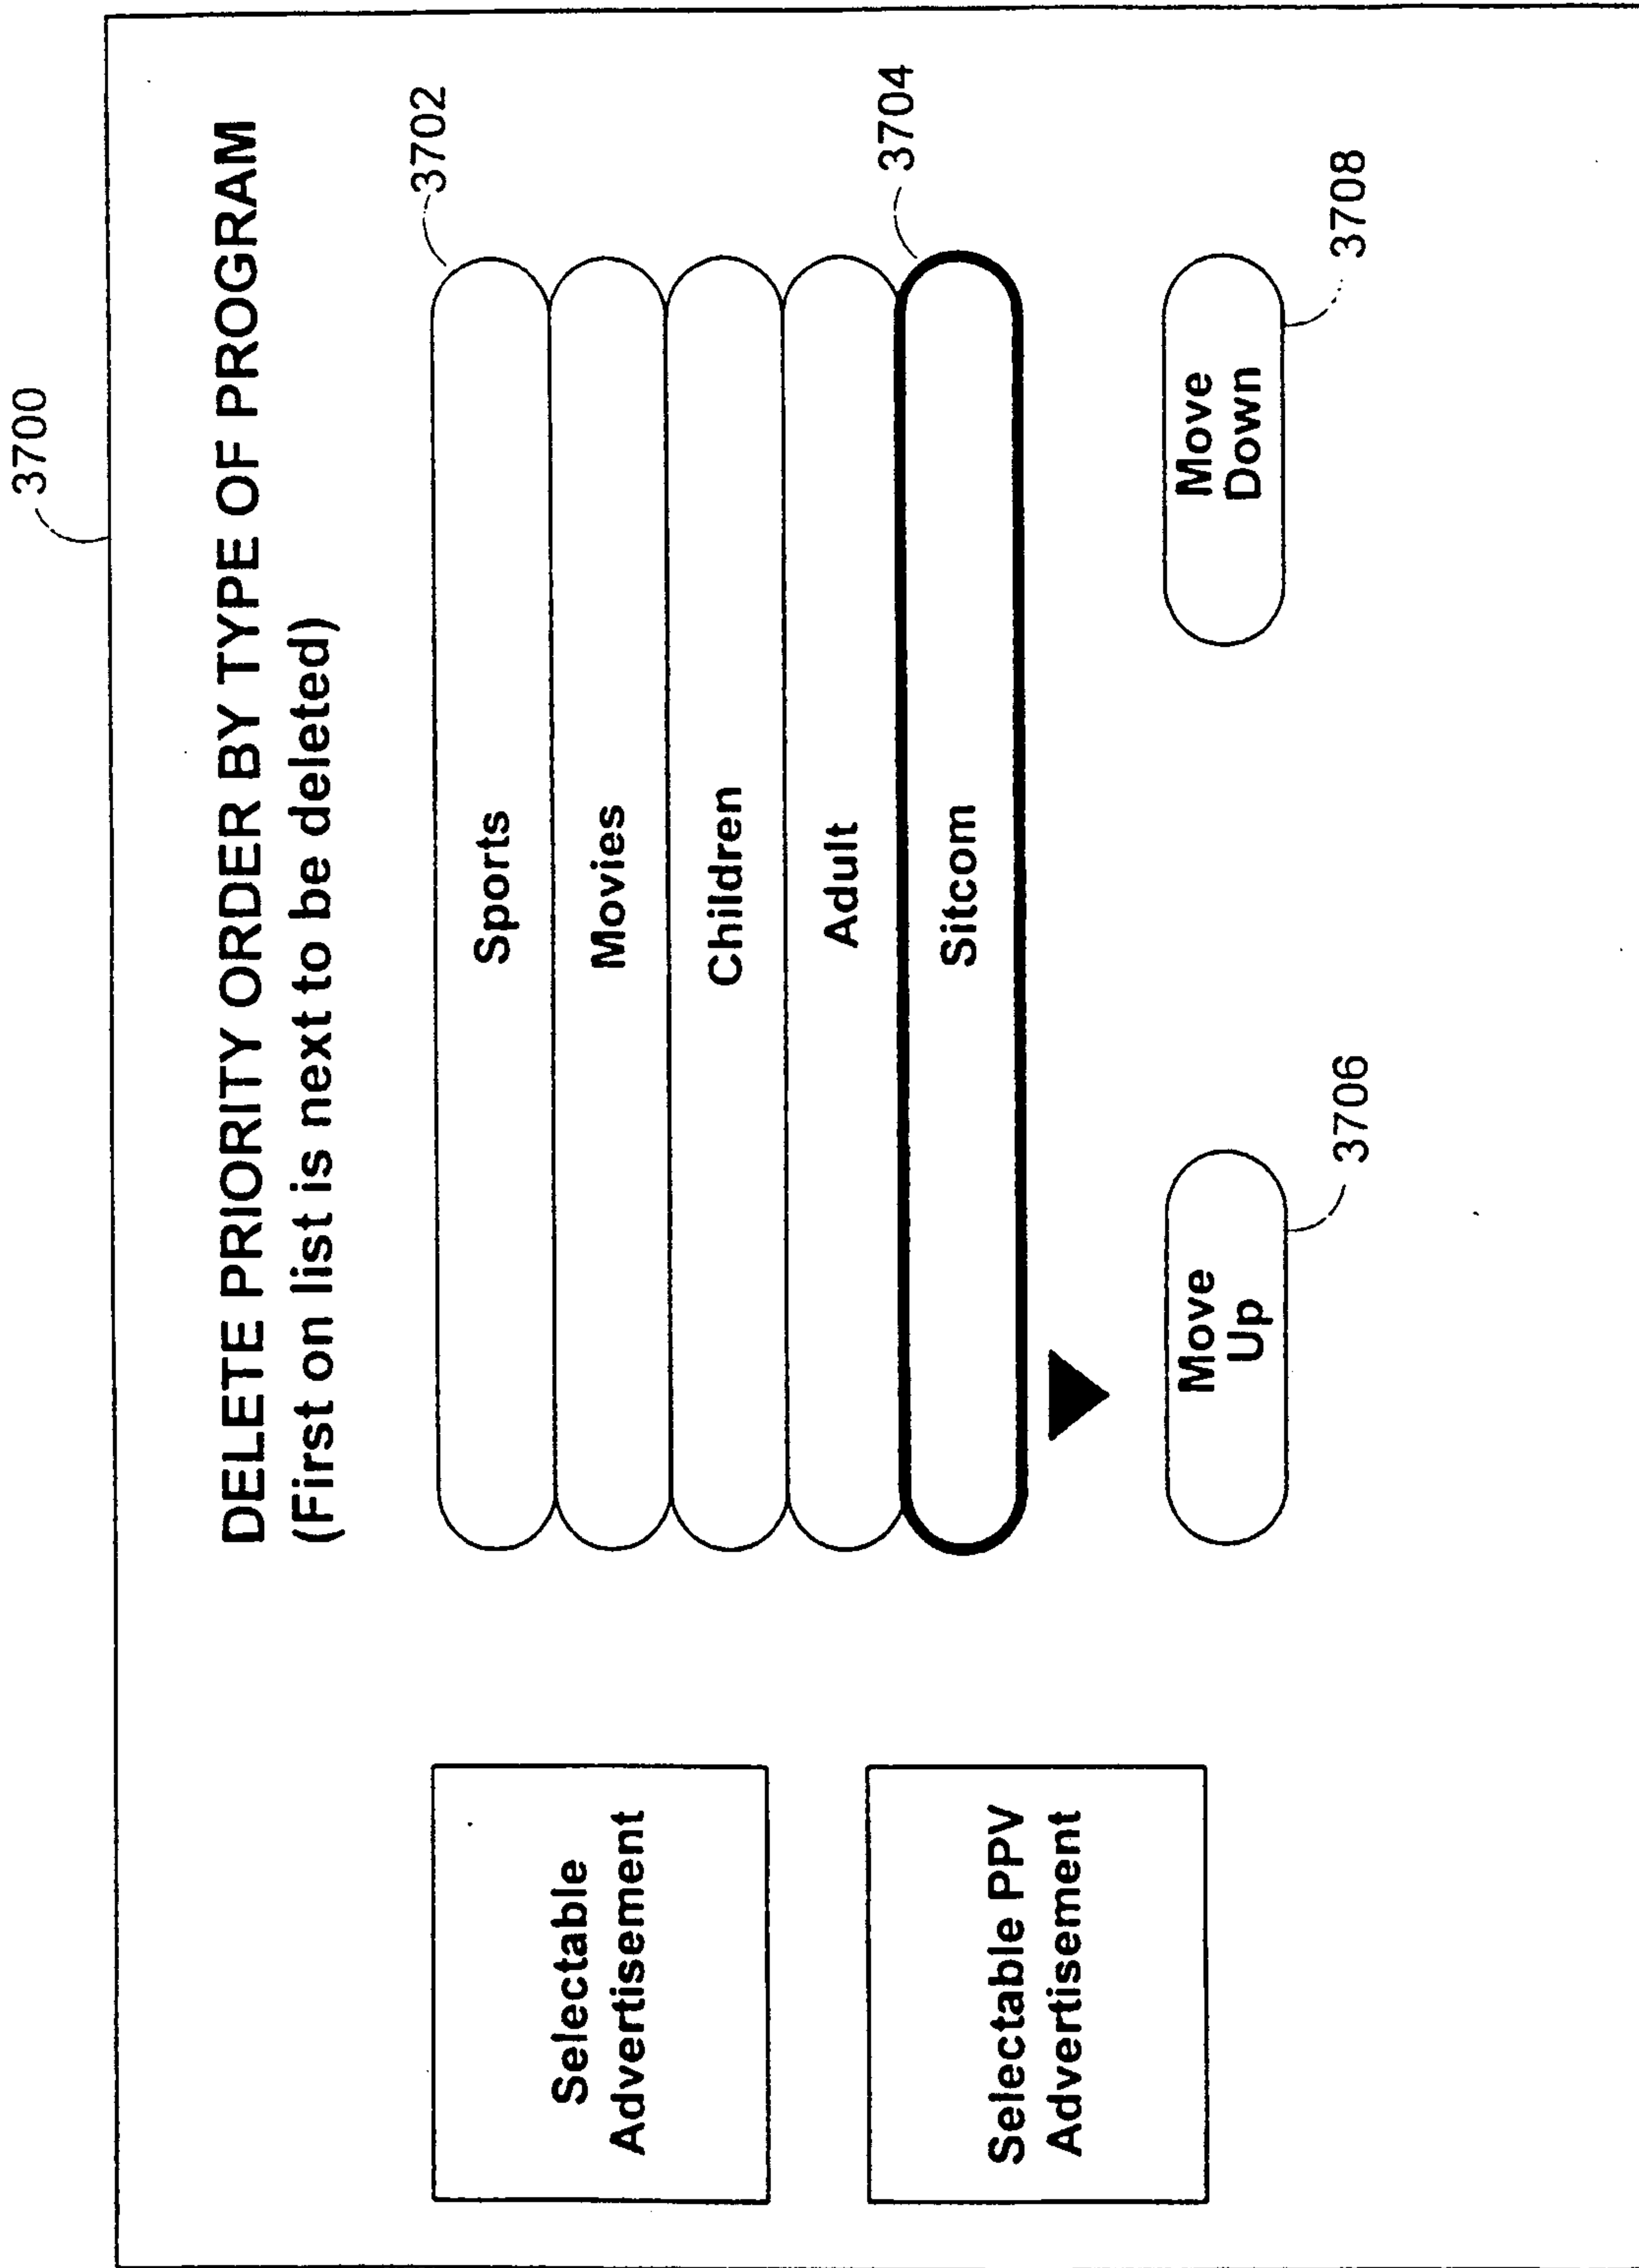 3700
DELETE PRIORITY ORDER BY TYPE OF PROGRAM
(First on list is next to be deleted)
3702
Sports
Movies
Children
Adult
3704
Sitcom
Selectable
Advertisement
Selectable PPV
Advertisement
Move
Up
3706
Move
Down
3708